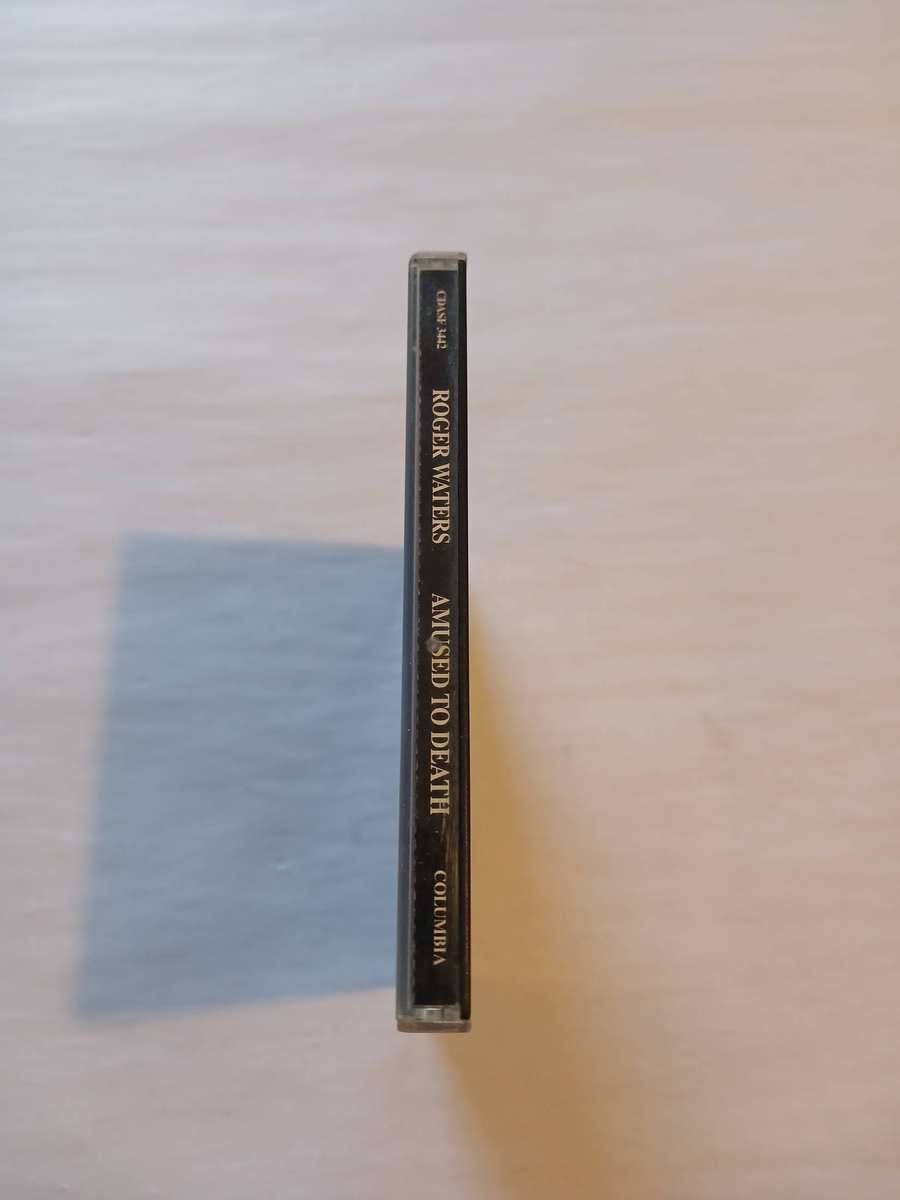 CDASF 3442
ROGER WATERS
AMUSED TO DEATH
COLUMBIA